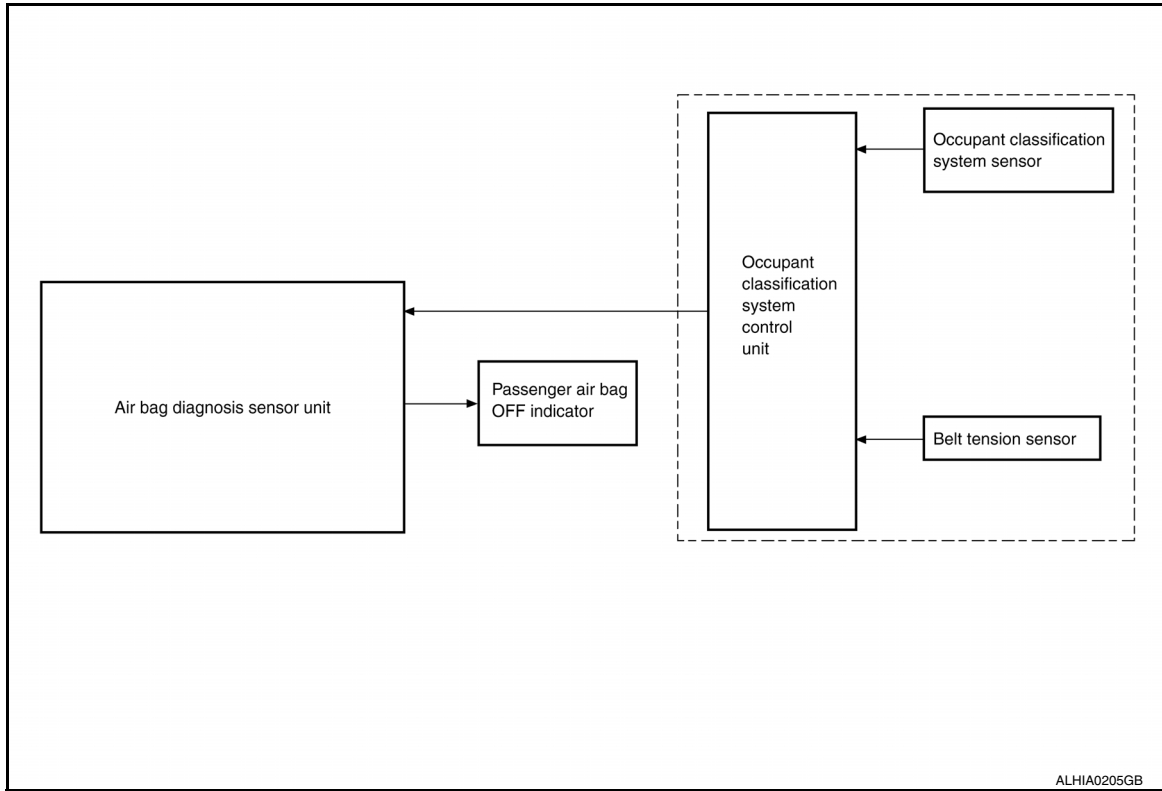 Occupant classification
system sensor
Occupant
classification
system
control
unit
Air bag diagnosis sensor unit
Passenger air bag
OFF indicator
Belt tension sensor
ALHIA0205GB